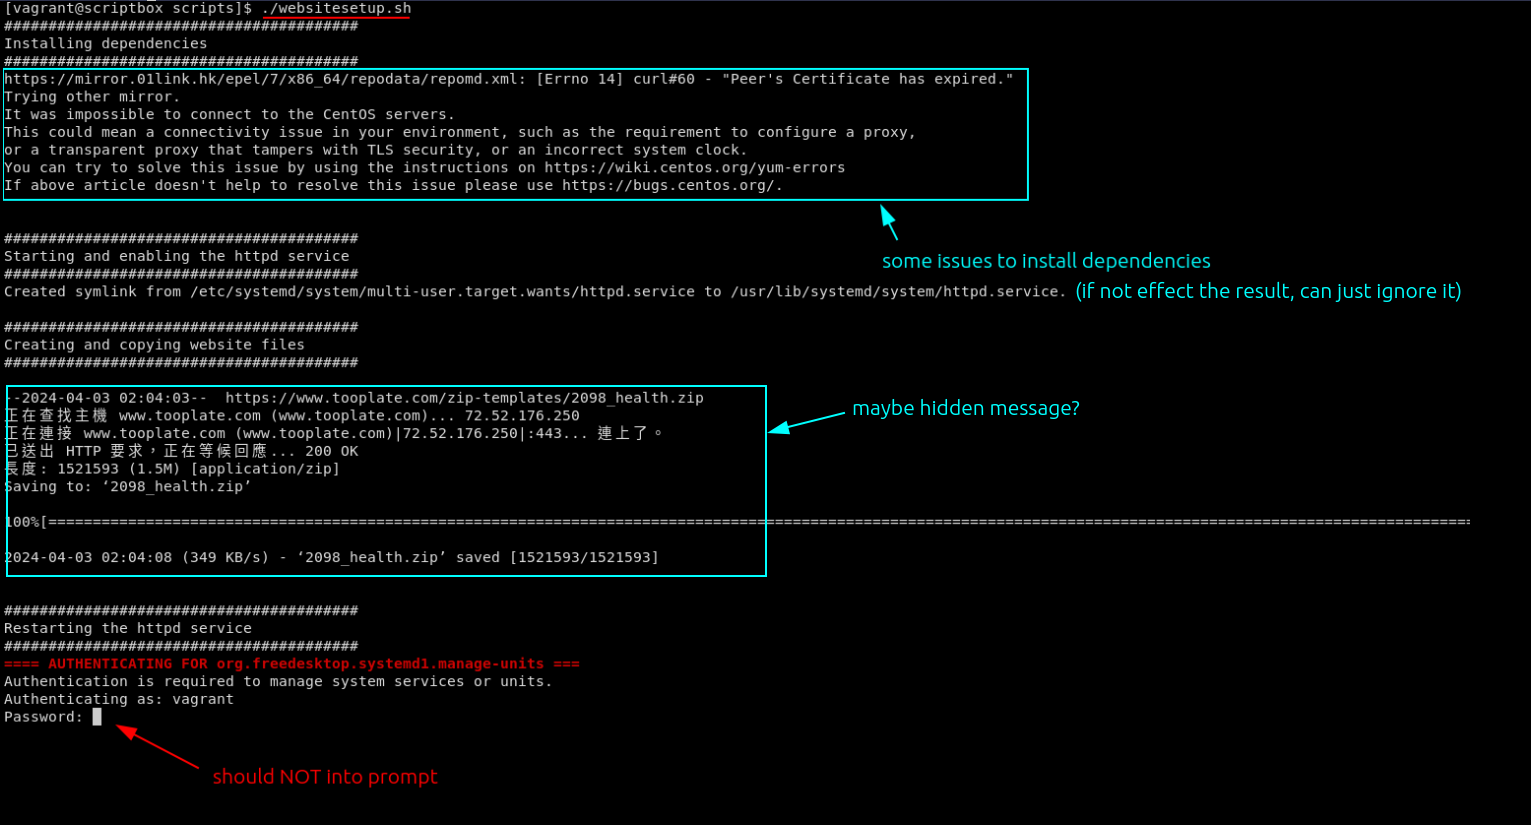 [vagrant@scriptbox scripts]$ ./websitesetup.sh
########################################
Installing dependencies
########################################
https://mirror.01link.hk/epel/7/x86_64/repodata/repomd.xml: [Errno 14] curl#60 - "Peer's Certificate has expired."
Trying other mirror.
It was impossible to connect to the CentOS servers.
This could mean a connectivity issue in your environment, such as the requirement to configure a proxy,
or a transparent proxy that tampers with TLS security, or an incorrect system clock.
You can try to solve this issue by using the instructions on https://wiki.centos.org/yum-errors
If above article doesn't help to resolve this issue please use https://bugs.centos.org/.
########################################
Starting and enabling the httpd service
some issues to install dependencies
########################################
Created symlink from /etc/systemd/system/multi-user.target.wants/httpd.service to /usr/lib/systemd/system/httpd.service.
(if not effect the result, can just ignore it)
########################################
Creating and copying website files
########################################
--2024-04-03 02:04:03--  https://www.tooplate.com/zip-templates/2098_health.zip
正在查找主機 www.tooplate.com (www.tooplate.com)... 72.52.176.250
maybe hidden message?
正在連接 www.tooplate.com (www.tooplate.com)|72.52.176.250|:443... 連上了。
已送出 HTTP 要求，正在等候回應... 200 OK
長度: 1521593 (1.5M) [application/zip]
Saving to: ‘2098_health.zip’
100%[=================================================================================================================================================================
2024-04-03 02:04:08 (349 KB/s) - ‘2098_health.zip’ saved [1521593/1521593]
########################################
Restarting the httpd service
########################################
==== AUTHENTICATING FOR org.freedesktop.systemd1.manage-units ===
Authentication is required to manage system services or units.
Authenticating as: vagrant
Password:
should NOT into prompt